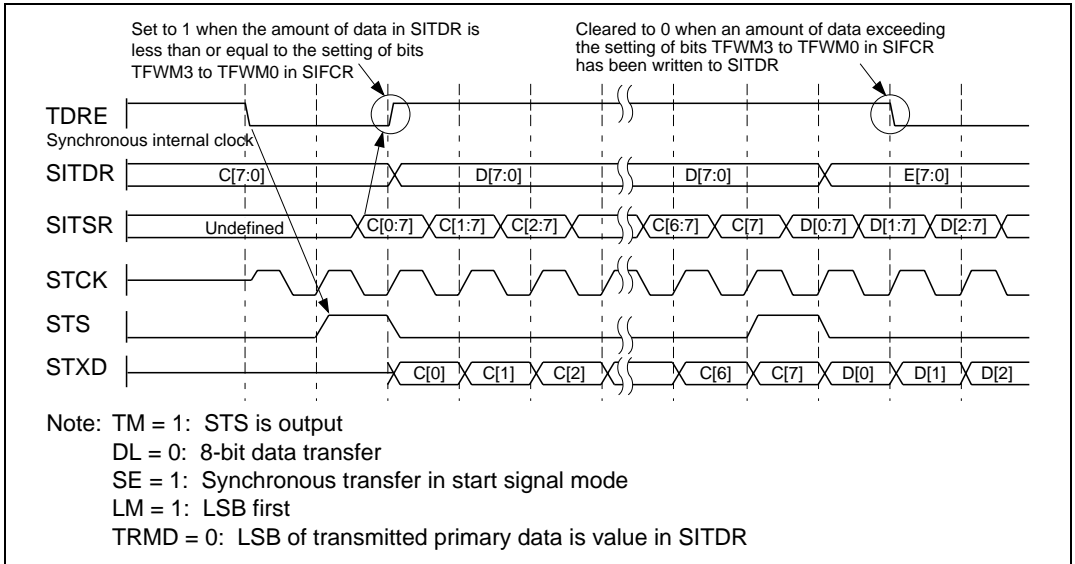 Set to 1 when the amount of data in SITDR is
less than or equal to the setting of bits
TFWM3 to TFWM0 in SIFCR
Cleared to 0 when an amount of data exceeding
the setting of bits TFWM3 to TFWM0 in SIFCR
has been written to SITDR
TDRE
Synchronous internal clock
SITDR
C[7:0]
D[7:0]
D[7:0]
E[7:0]
SITSR
Undefined
C[0:7]
C[1:7]
C[2:7]
C[6:7]
C[7]
D[0:7]
D[1:7]
D[2:7]
STCK
STS
STXD
C[0]
C[1]
C[2]
C[6]
C[7]
D[0]
D[1]
D[2]
Note: TM = 1: STS is output
DL = 0: 8-bit data transfer
SE = 1: Synchronous transfer in start signal mode
LM = 1: LSB first
TRMD = 0: LSB of transmitted primary data is value in SITDR